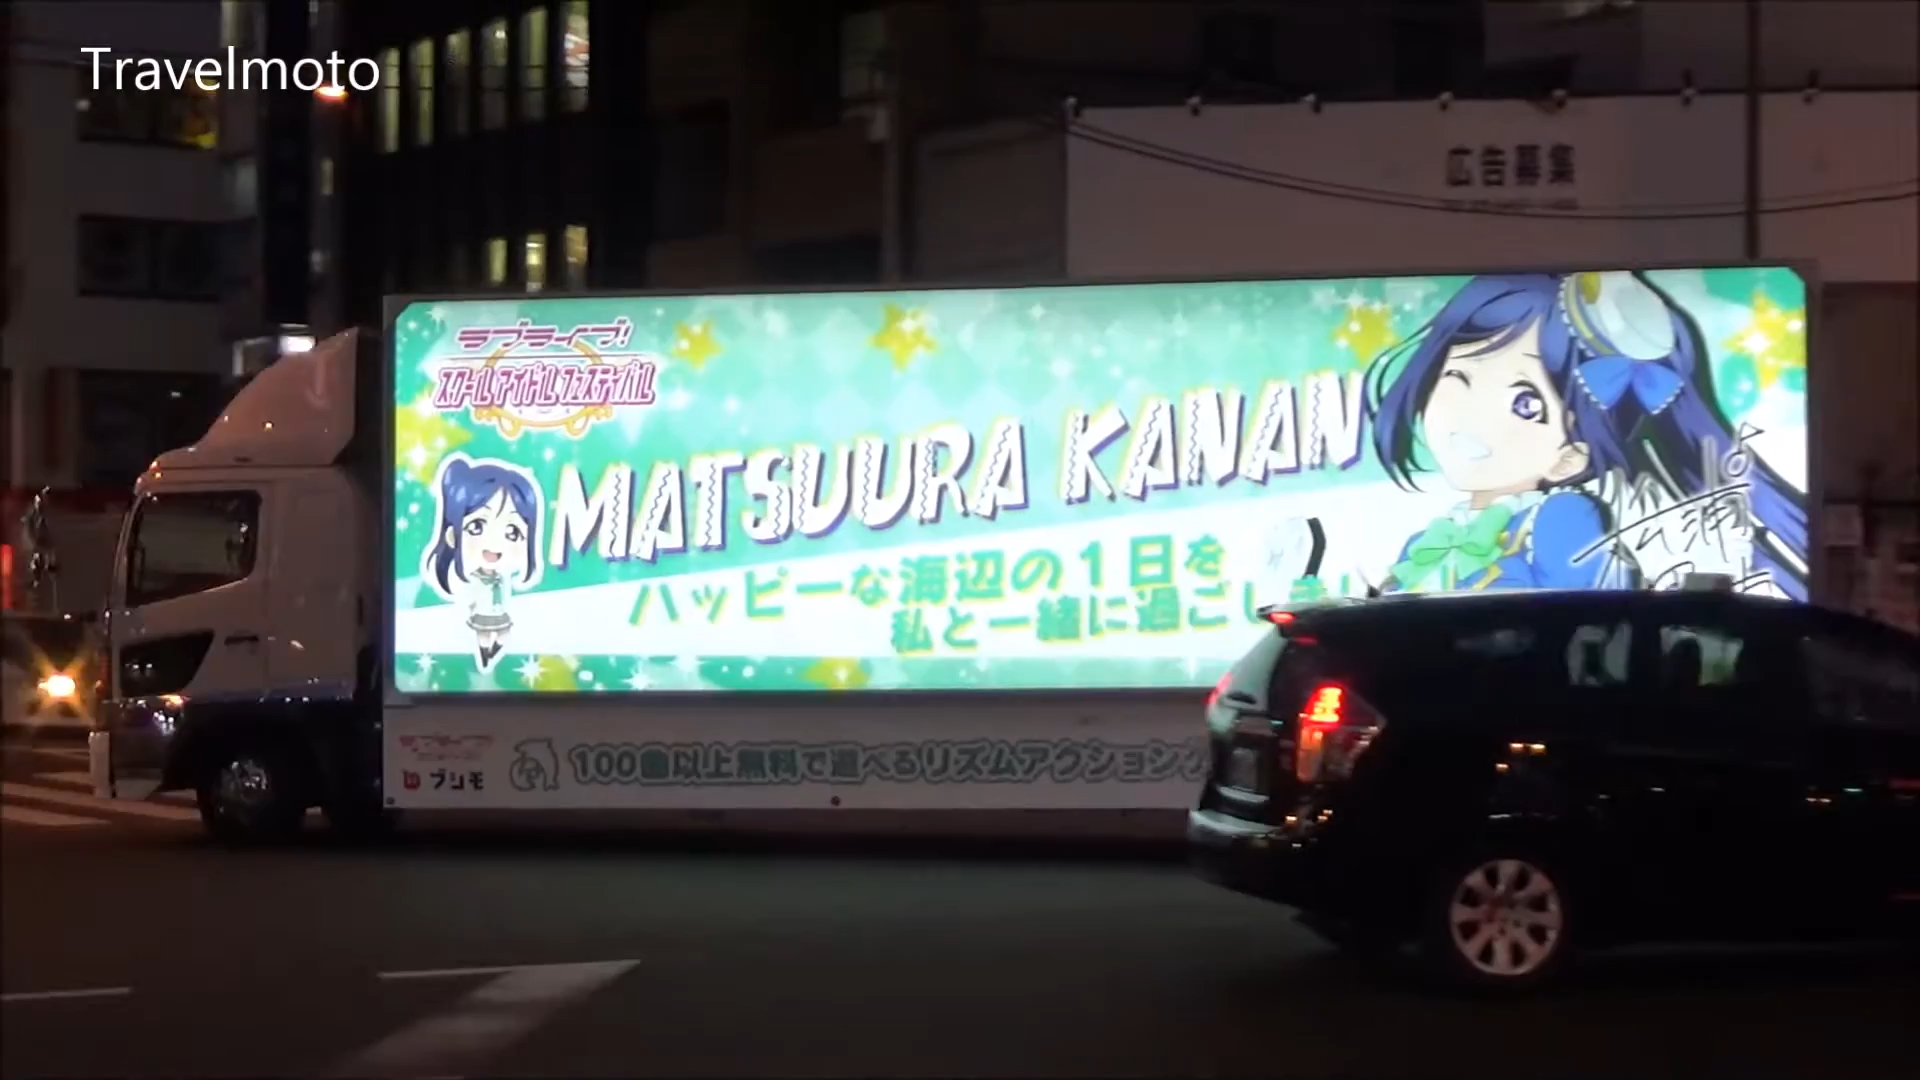 Travelmoto
広告募集
ラブライブ!
スクールアイドルフェスティバル
MATSUURA KANAN
ハッピーな海辺の1日を
私と一緒に過ごしま
松浦
ブシモ
100曲以上無料で遊べるリズムアクション